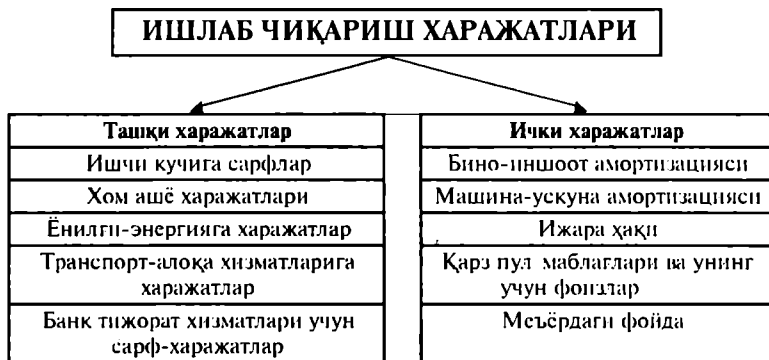 ИШЛАБ ЧИҚАРИШ ХАРАЖАТЛАРИ
Ташқи харажатлар
Ишчи кучига сарфлар
Хом ашё харажатлари
Ёнилғи-энергияга харажатлар
Транспорт-алоқа хизматларига
харажатлар
Банк тижорат хизматлари учун
сарф-харажатлар
Ички харажатлар
Бино-иншоот амортизацияси
Машина-ускуна амортизацияси
Ижара ҳақи
Қарз пул маблағлари ва унинг
учун фоизлар
Меъёрдаги фойда